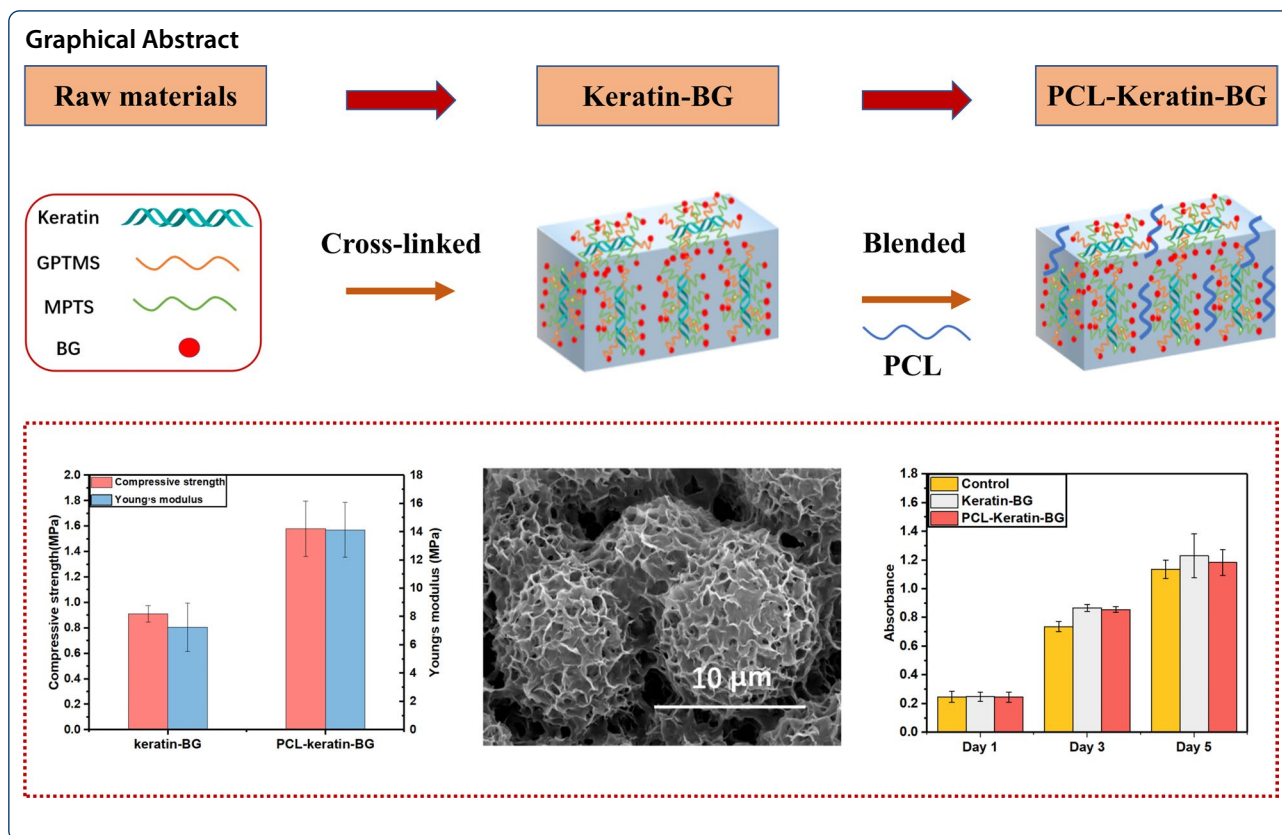 Graphical Abstract
Raw materials
Keratin-BG
PCL-Keratin-BG
Keratin
GPTMS
MPTS
BG
Cross-linked
Blended
PCL
Compressive strength
Young's modulus
Compressive strength(MPa)
2.0
1.8
1.6
1.4
1.2
1.0
0.8
0.6
0.4
0.2
0.0
18
16
14
12
10
8
6
4
2
0
Young's modulus (MPa)
keratin-BG
PCL-keratin-BG
10 µm
Control
Keratin-BG
PCL-Keratin-BG
Absorbance
1.8
1.6
1.4
1.2
1.0
0.8
0.6
0.4
0.2
0.0
Day 1
Day 3
Day 5